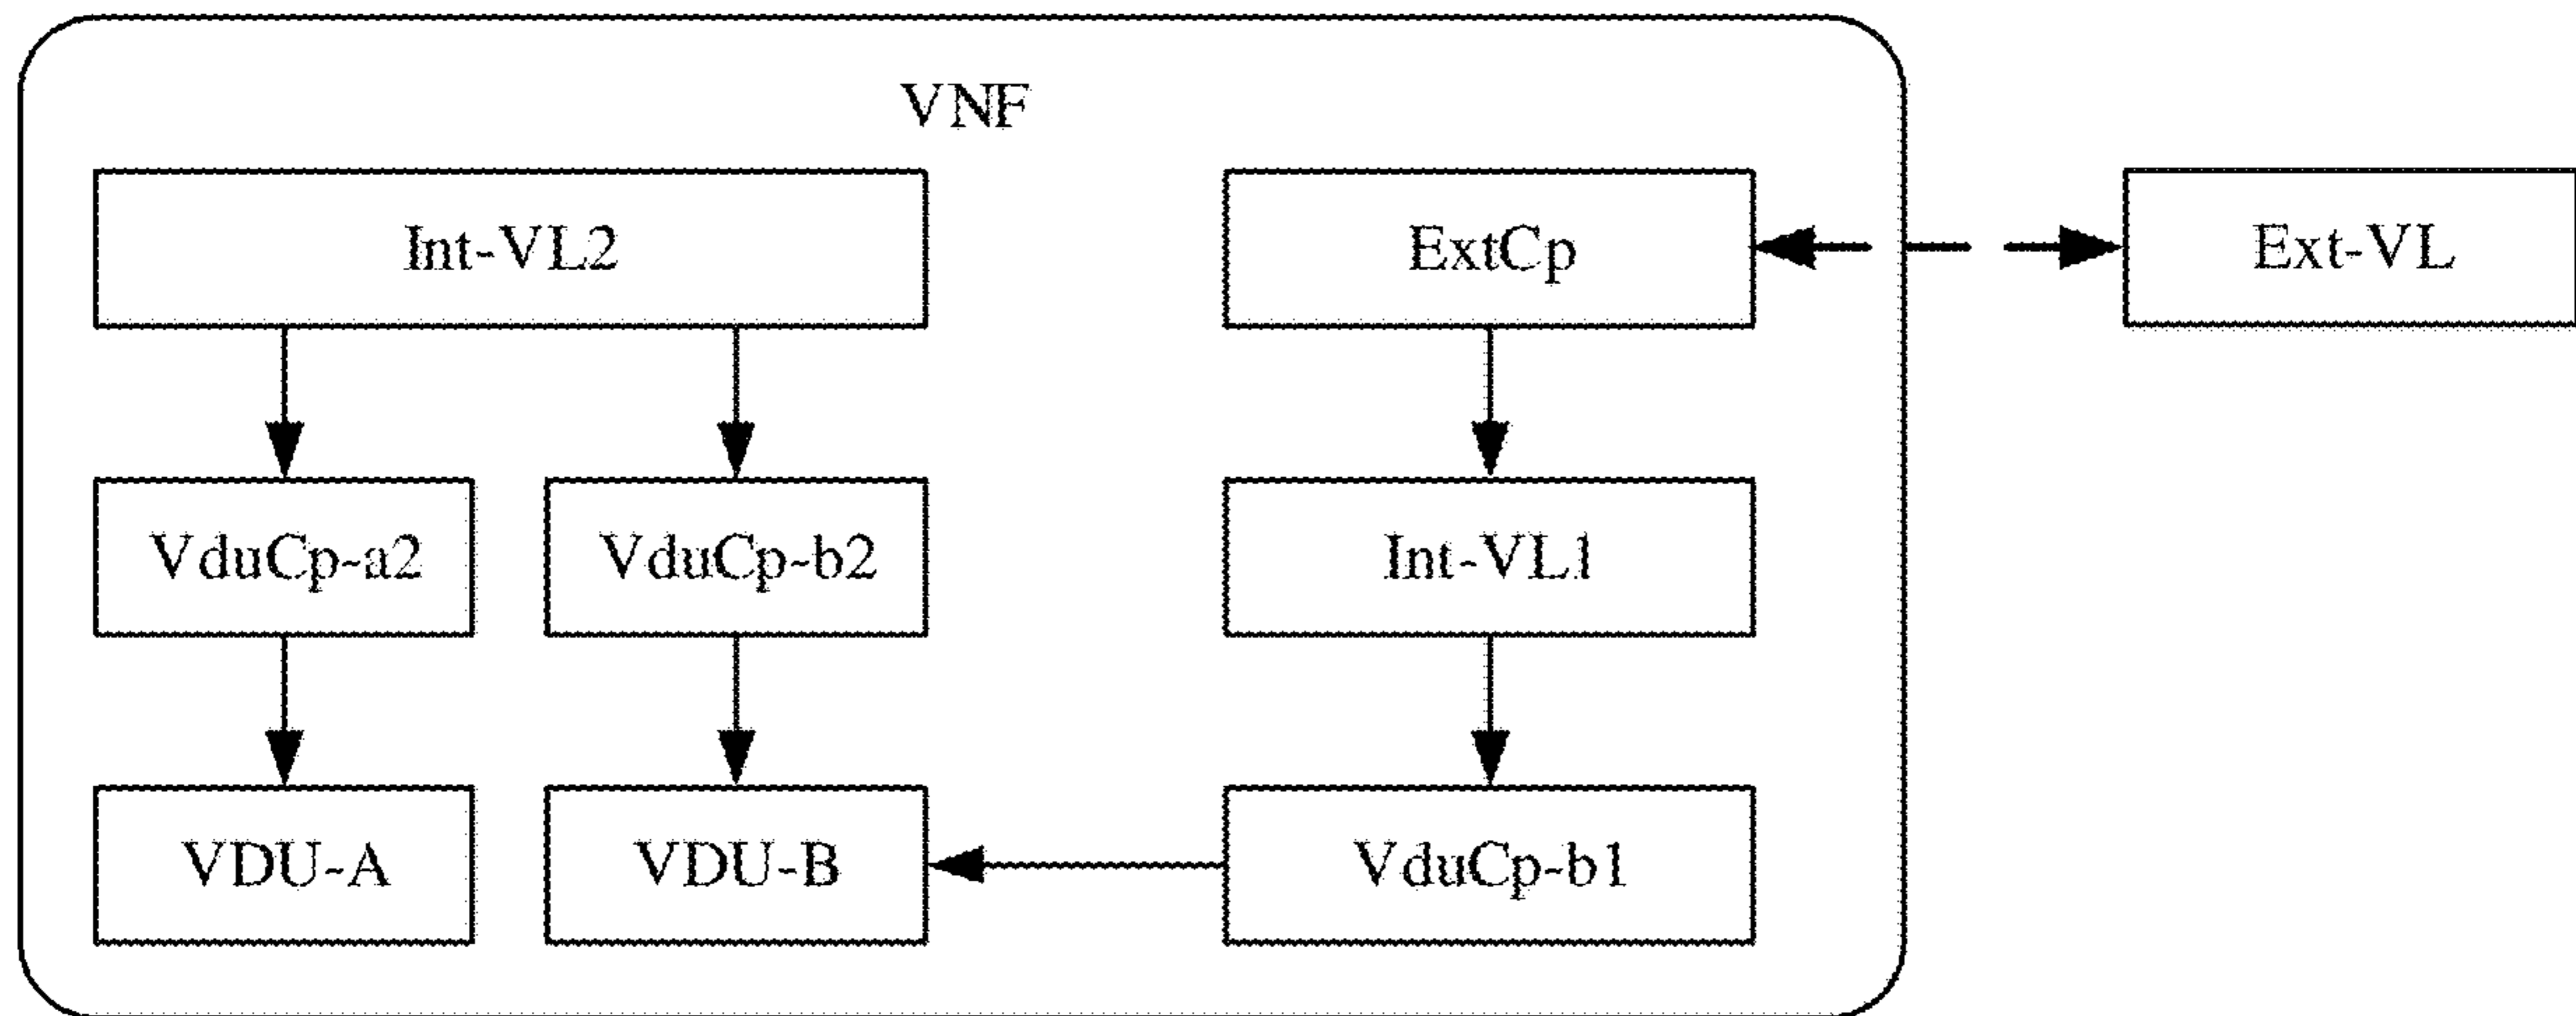 VNF
Int-VL2
ExtCp
Ext-VL
VduCp-a2
VduCp-b2
Int-VL1
VDU-A
VDU-B
VduCp-b1